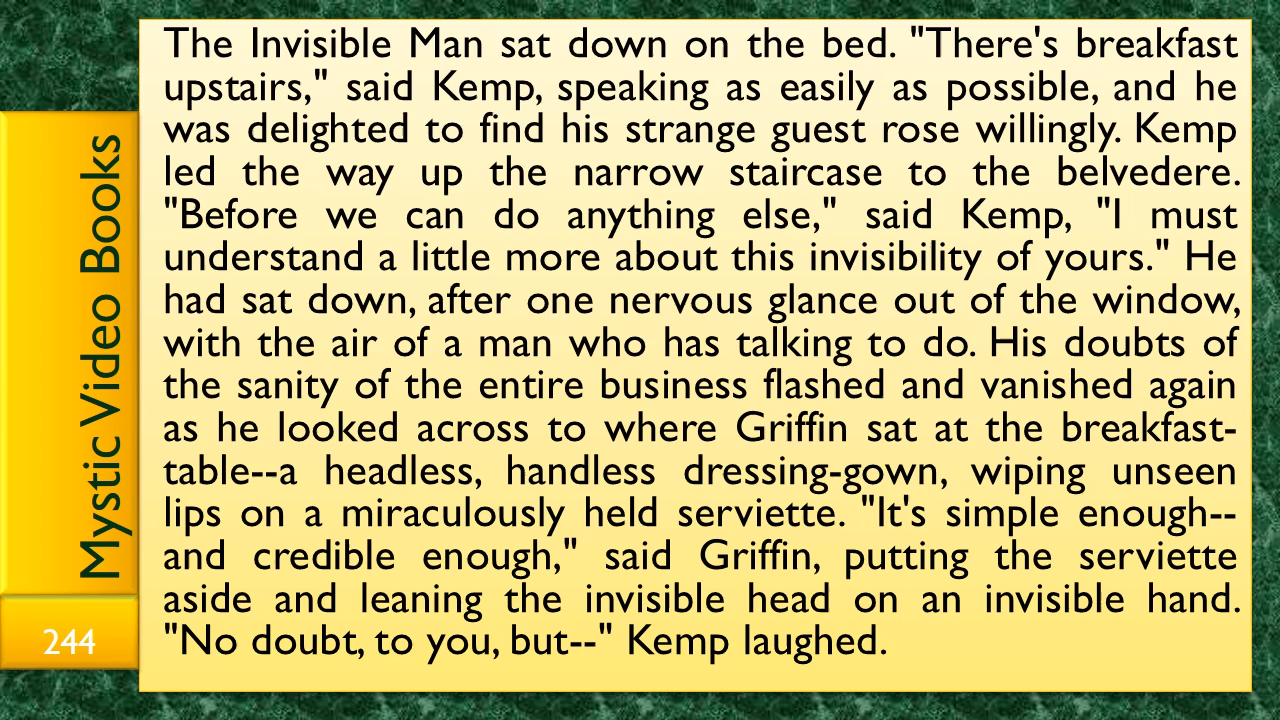 The Invisible Man sat down on the bed. "There's breakfast
upstairs," said Kemp, speaking as easily as possible, and he
was delighted to find his strange guest rose willingly. Kemp
led the way up the narrow staircase to the belvedere.
"Before we can do anything else," said Kemp, "I must
understand a little more about this invisibility of yours." He
had sat down, after one nervous glance out of the window,
with the air of a man who has talking to do. His doubts of
the sanity of the entire business flashed and vanished again
as he looked across to where Griffin sat at the breakfast-
table--a headless, handless dressing-gown, wiping unseen
lips on a miraculously held serviette. "It's simple enough--
and credible enough," said Griffin, putting the serviette
aside and leaning the invisible head on an invisible hand.
"No doubt, to you, but--" Kemp laughed.
Mystic Video Books
244